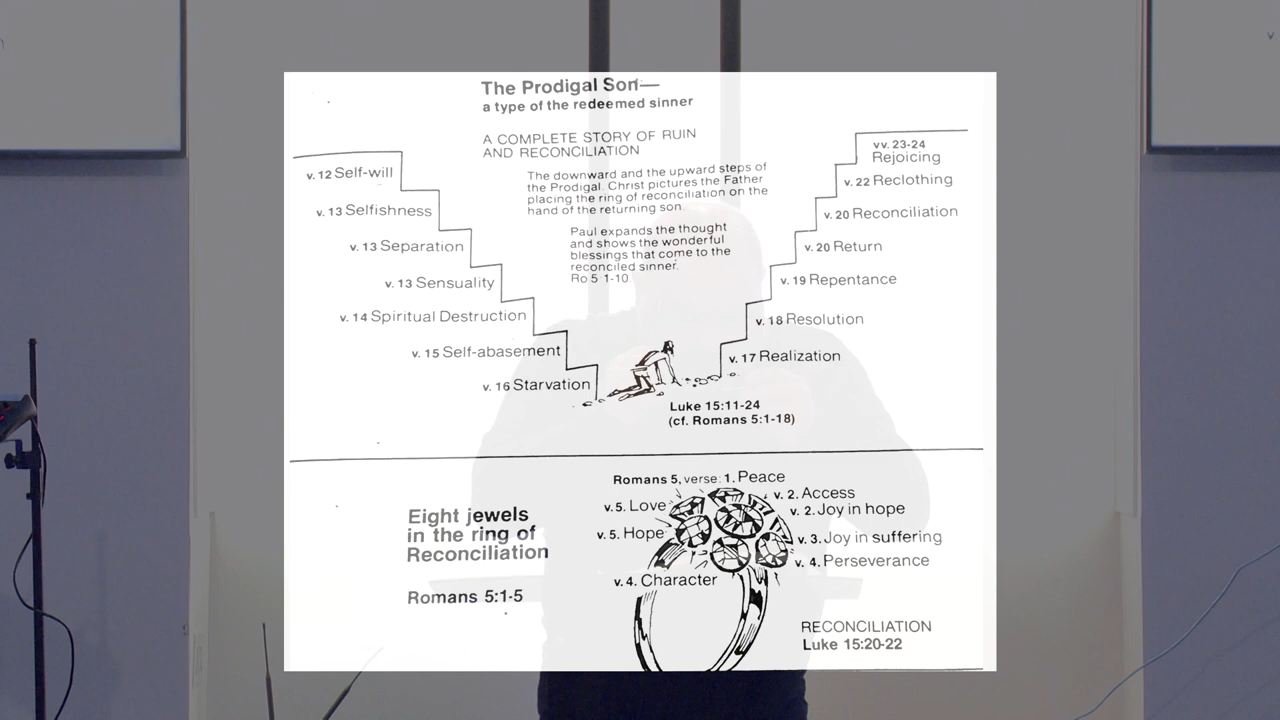 The Prodigal Son—
a type of the redeemed sinner
A COMPLETE STORY OF RUIN
AND RECONCILIATION
The downward and the upward steps of
the Prodigal. Christ pictures the Father
placing the ring of reconciliation on the
hand of the returning son.
Paul expands the thought
and shows the wonderful
blessings that come to the
reconciled sinner.
Ro 5 1-10.
v. 12 Self-will
v. 13 Selfishness
v. 13 Separation
v. 13 Sensuality
v. 14 Spiritual Destruction
v. 15 Self-abasement
v. 16 Starvation
vv. 23-24
Rejoicing
v. 22 Reclothing
v. 20 Reconciliation
v. 20 Return
v. 19 Repentance
v. 18 Resolution
v. 17 Realization
Luke 15:11-24
(cf. Romans 5:1-18)
Eight jewels
in the ring of
Reconciliation
Romans 5:1-5
Romans 5, verse: 1. Peace
v. 2. Access
v. 2. Joy in hope
v. 3. Joy in suffering
v. 4. Perseverance
v. 5. Love
v. 5. Hope
v. 4. Character
RECONCILIATION
Luke 15:20-22